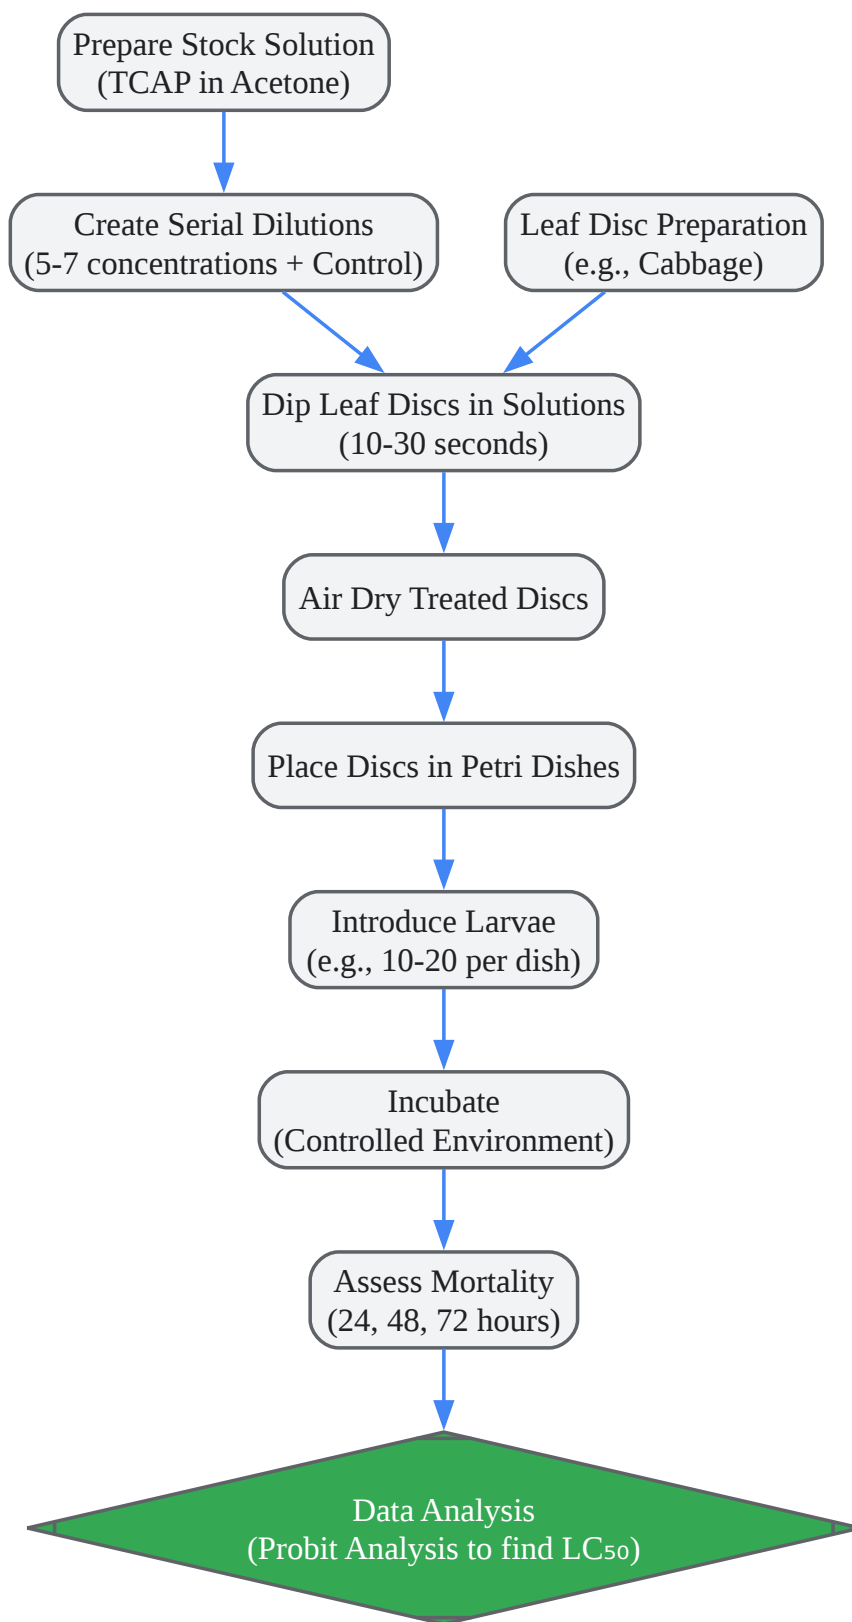 Prepare Stock Solution
(TCAP in Acetone)
Create Serial Dilutions
(5-7 concentrations + Control)
Leaf Disc Preparation
(e.g., Cabbage)
Dip Leaf Discs in Solutions
(10-30 seconds)
Air Dry Treated Discs
Place Discs in Petri Dishes
Introduce Larvae
(e.g., 10-20 per dish)
Incubate
(Controlled Environment)
Assess Mortality
(24, 48, 72 hours)
Data Analysis
(Probit Analysis to find LC₅₀)